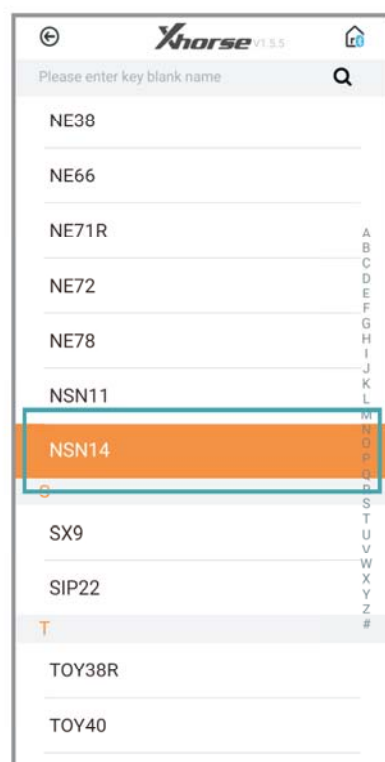 Xhorse V1.5.5
Please enter key blank name
NE38
NE66
NE71R
NE72
NE78
NSN11
NSN14
S
SX9
SIP22
T
TOY38R
TOY40
A
B
C
D
E
F
G
H
I
J
K
L
M
N
O
P
Q
R
S
T
U
V
W
X
Y
Z
#